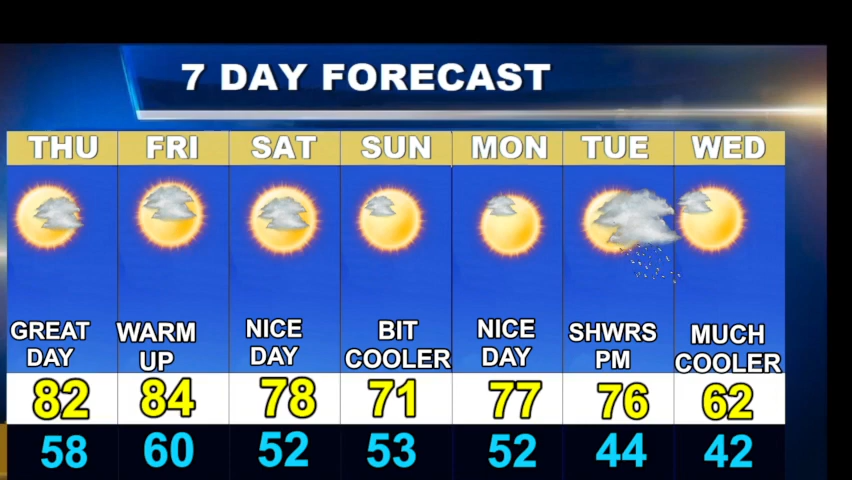 7 DAY FORECAST
THU FRI SAT SUN MON TUE WED
GREAT DAY
WARM UP
NICE DAY
BIT COOLER
NICE DAY
SHWRS PM
MUCH COOLER
82 84 78 71 77 76 62
58 60 52 53 52 44 42